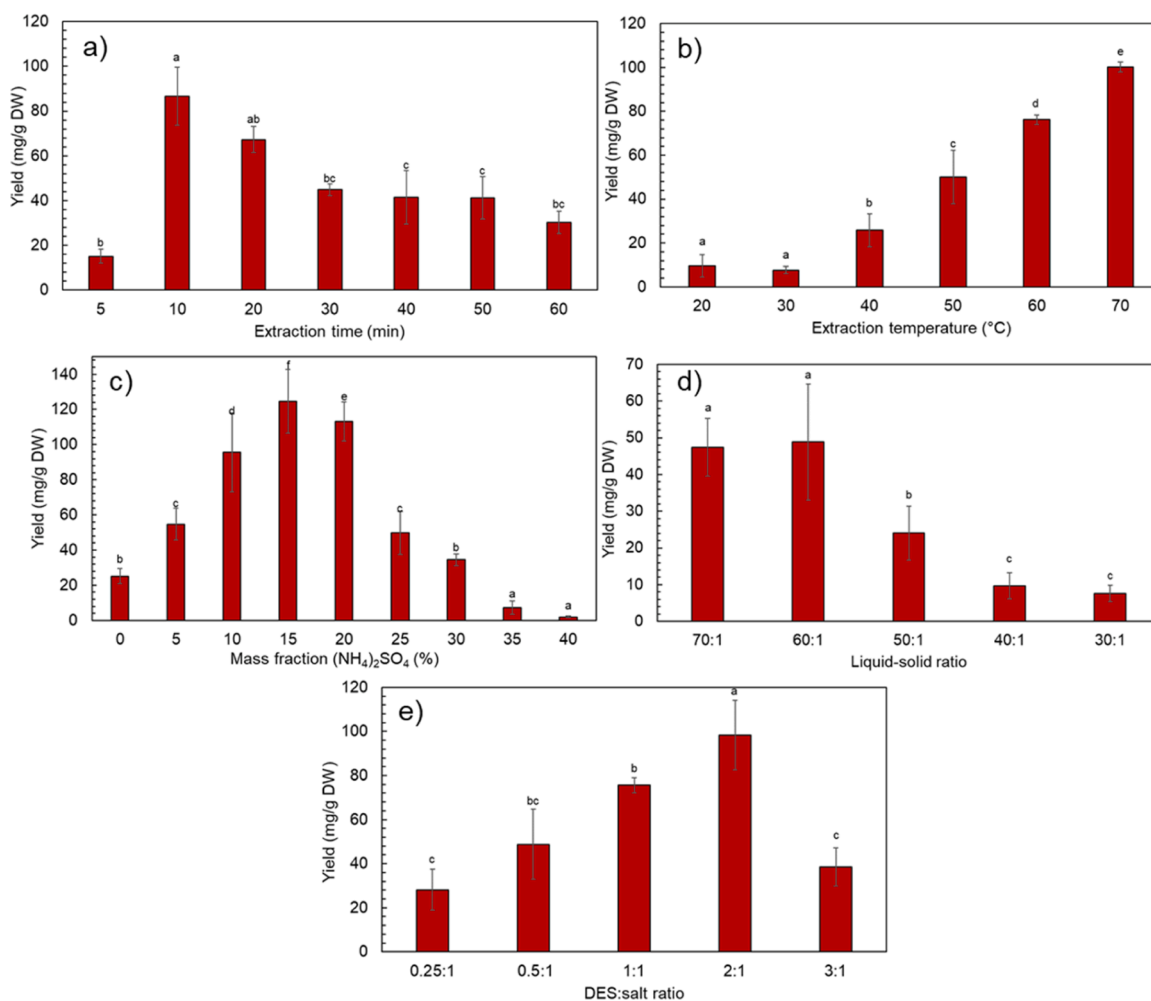 a)
Yield (mg/g DW)
120
100
80
60
40
20
0
b
a
ab
bc
c
c
bc
5 10 20 30 40 50 60
Extraction time (min)
b)
Yield (mg/g DW)
120
100
80
60
40
20
0
a
a
b
c
d
e
20 30 40 50 60 70
Extraction temperature (°C)
c)
Yield (mg/g DW)
140
120
100
80
60
40
20
0
b
c
d
f
e
c
b
a
a
0 5 10 15 20 25 30 35 40
Mass fraction (NH₄)₂SO₄ (%)
d)
Yield (mg/g DW)
70
60
50
40
30
20
10
0
a
a
b
c
c
70:1 60:1 50:1 40:1 30:1
Liquid-solid ratio
e)
Yield (mg/g DW)
120
100
80
60
40
20
0
c
bc
b
a
c
0.25:1 0.5:1 1:1 2:1 3:1
DES:salt ratio